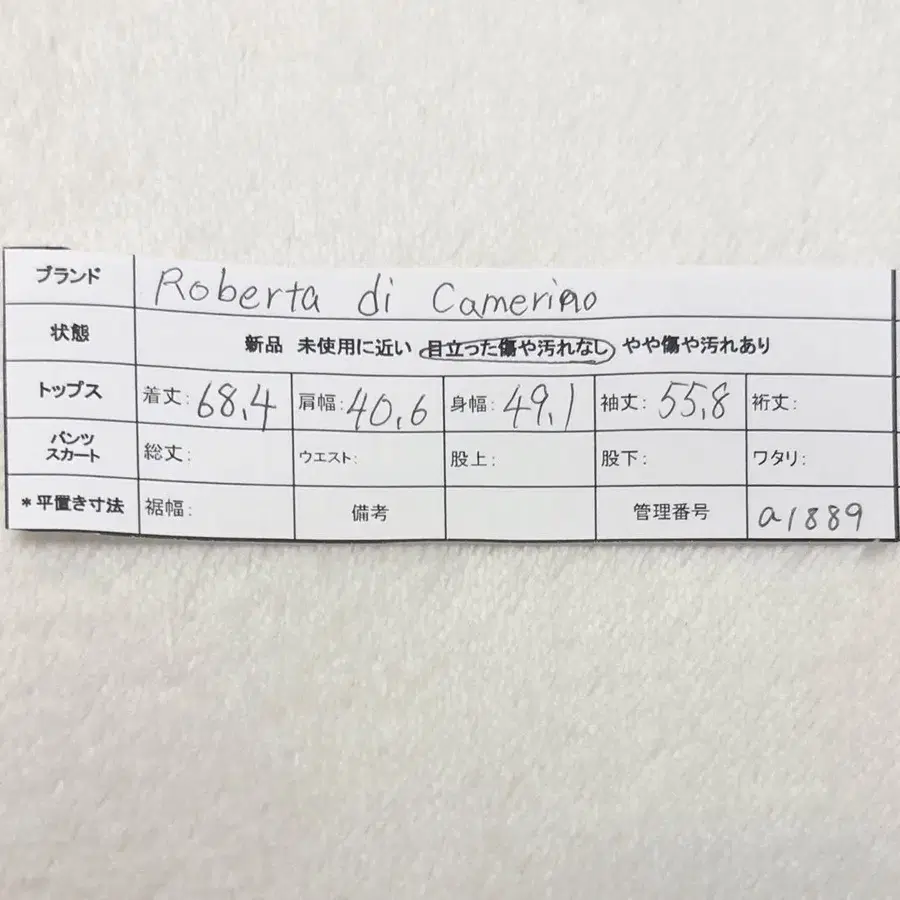 ブランド Roberta di Camerino
状態 新品 未使用に近い 目立った傷や汚れなし やや傷や汚れあり
トップス 着丈: 68.4 肩幅: 40.6 身幅: 49.1 袖丈: 55.8 裄丈:
パンツ
スカート 総丈: ウエスト: 股上: 股下: ワタリ:
*平置き寸法 裾幅: 備考 管理番号 a1889